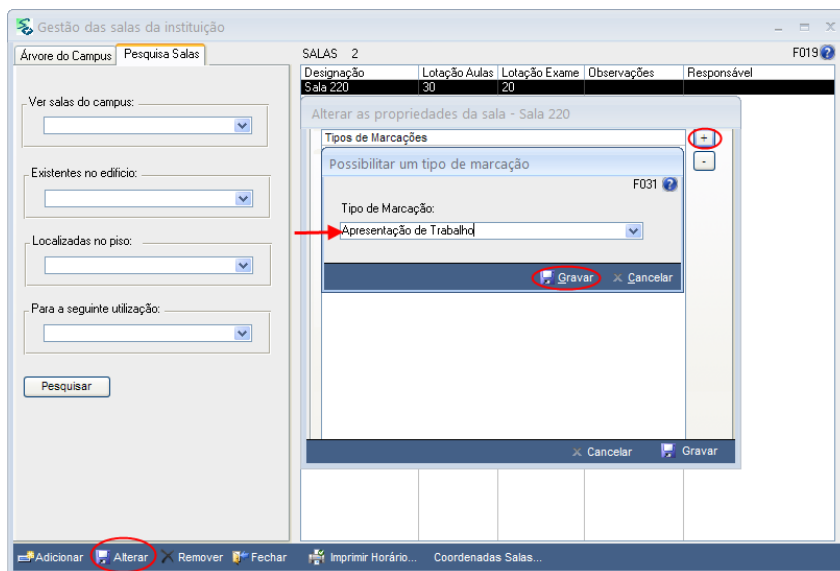 Gestão das salas da instituição
Árvore do Campus Pesquisa Salas
SALAS 2 F019
Designação Lotação Aulas Lotação Exame Observações Responsável
Sala 220 30 20
Ver salas do campus:
Alterar as propriedades da sala - Sala 220
Tipos de Marcações +
Possibilitar um tipo de marcação -
Existentes no edificio:
F031
Tipo de Marcação:
Apresentação de Trabalho
Localizadas no piso:
Gravar Cancelar
Para a seguinte utilização:
Pesquisar
Cancelar Gravar
Adicionar Alterar Remover Fechar Imprimir Horário... Coordenadas Salas...